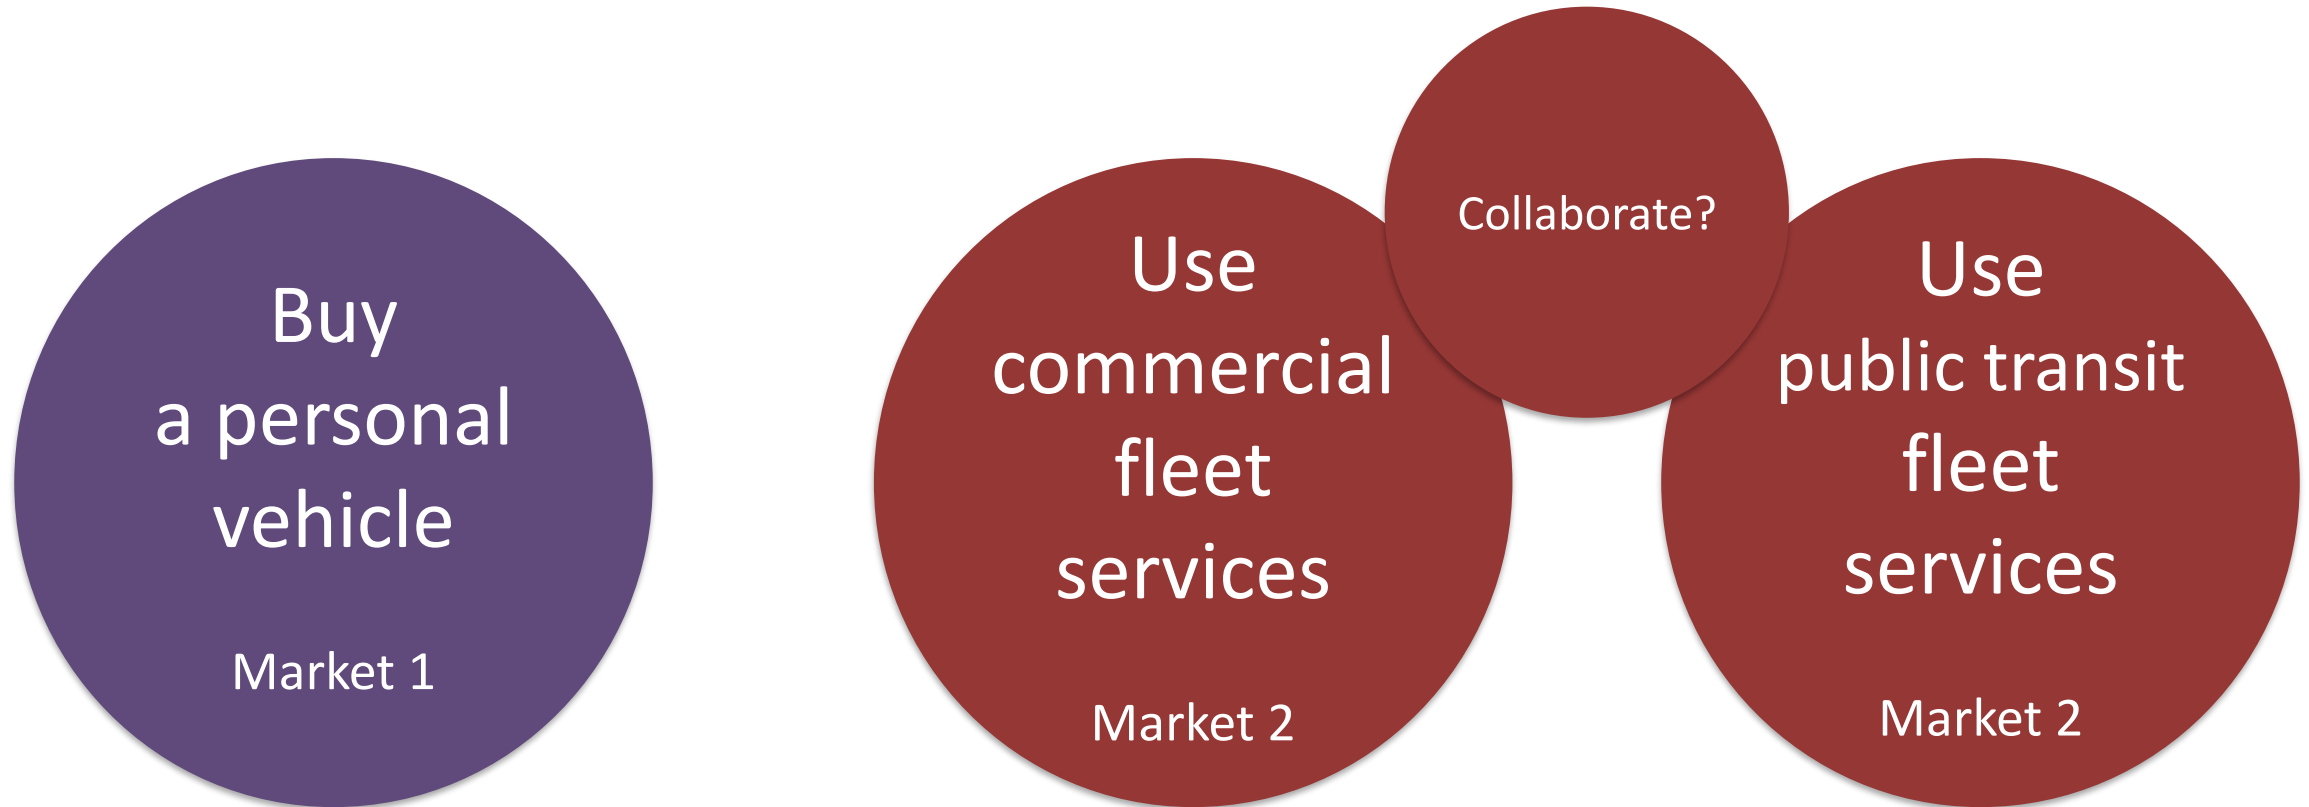 Buy
a personal
vehicle
Market 1
Use
commercial
fleet
services
Market 2
Collaborate?
Use
public transit
fleet
services
Market 2